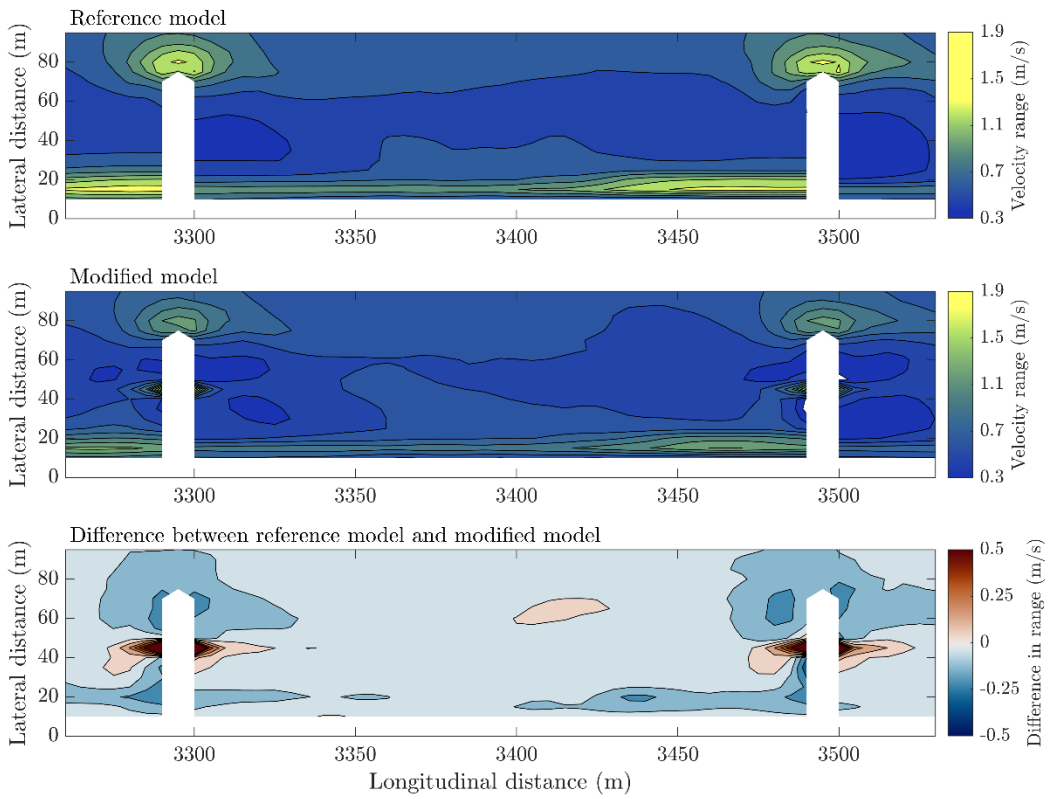 Reference model
Lateral distance (m)
80
60
40
20
0
3300 3350 3400 3450 3500
1.9
1.5
1.1
0.7
0.3
Velocity range (m/s)
Modified model
Lateral distance (m)
80
60
40
20
0
3300 3350 3400 3450 3500
1.9
1.5
1.1
0.7
0.3
Velocity range (m/s)
Difference between reference model and modified model
Lateral distance (m)
80
60
40
20
0
3300 3350 3400 3450 3500
Longitudinal distance (m)
0.5
0.25
0
-0.25
-0.5
Difference in range (m/s)